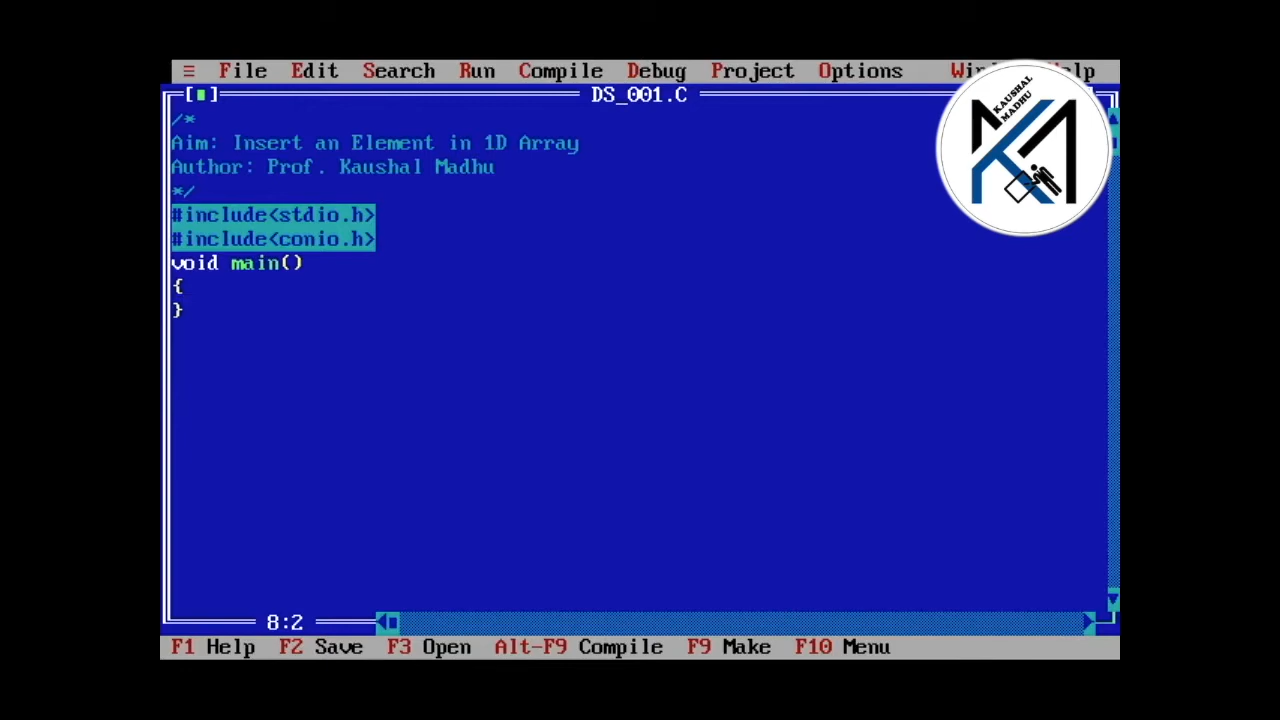 ≡ File Edit Search Run Compile Debug Project Options
DS_001.C
KAUSHAL
MADHU
/*
Aim: Insert an Element in 1D Array
Author: Prof. Kaushal Madhu
*/
#include<stdio.h>
#include<conio.h>
void main()
{
}
8:2
F1 Help F2 Save F3 Open Alt-F9 Compile F9 Make F10 Menu